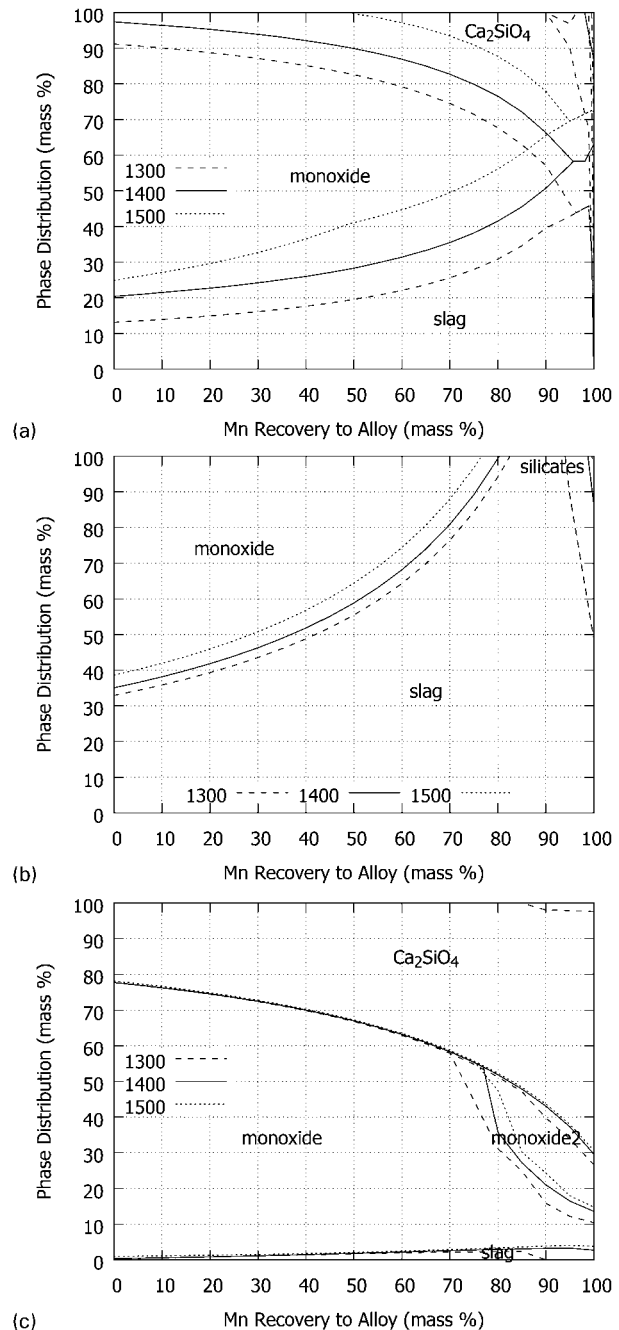 100
90
80
70
60
50
40
30
20
10
0
Phase Distribution (mass %)
Ca₂SiO₄
1300
1400
1500
monoxide
slag
0 10 20 30 40 50 60 70 80 90 100
(a)
Mn Recovery to Alloy (mass %)
100
90
80
70
60
50
40
30
20
10
0
Phase Distribution (mass %)
silicates
monoxide
slag
1300 1400 1500
0 10 20 30 40 50 60 70 80 90 100
(b)
Mn Recovery to Alloy (mass %)
100
90
80
70
60
50
40
30
20
10
0
Phase Distribution (mass %)
Ca₂SiO₄
1300
1400
1500
monoxide
monoxide2
slag
0 10 20 30 40 50 60 70 80 90 100
(c)
Mn Recovery to Alloy (mass %)